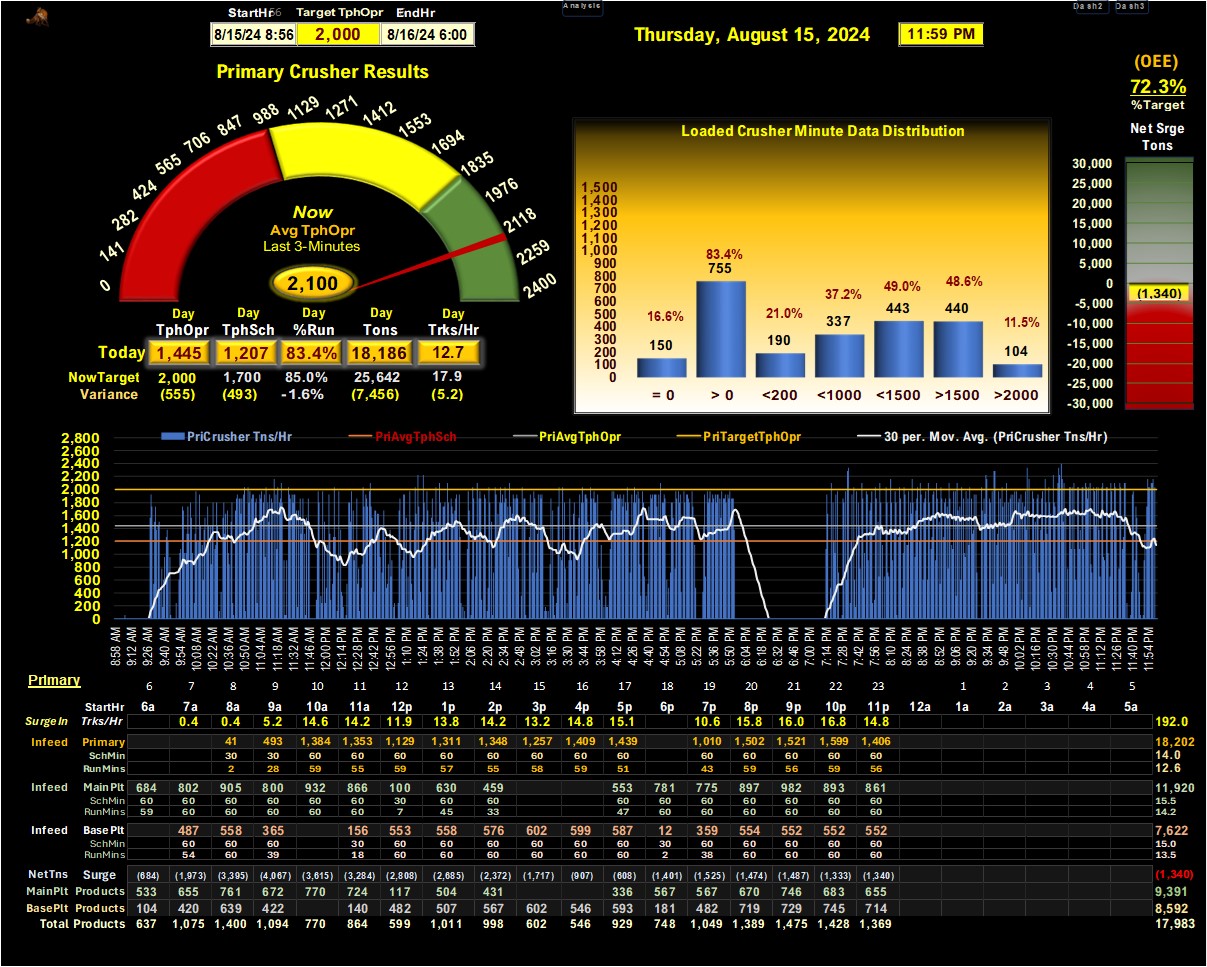 Analysis
Dash2 Dash3
StartHr Target TphOpr EndHr
8/15/24 8:56 2,000 8/16/24 6:00
Thursday, August 15, 2024 11:59 PM
(OEE)
72.3%
%Target
Primary Crusher Results
0 141 282 424 565 706 847 988 1129 1271 1412 1553 1694 1835 1976 2118 2259 2400
Now
Avg TphOpr
Last 3-Minutes
2,100
Day Day Day Day Day
TphOpr TphSch %Run Tons Trks/Hr
Today 1,445 1,207 83.4% 18,186 12.7
NowTarget 2,000 1,700 85.0% 25,642 17.9
Variance (555) (493) -1.6% (7,456) (5.2)
Loaded Crusher Minute Data Distribution
1,500
1,400
1,300
1,200
1,100
1,000
900
800
700
600
500
400
300
200
100
0
16.6% 83.4% 21.0% 37.2% 49.0% 48.6% 11.5%
150 755 190 337 443 440 104
= 0 > 0 <200 <1000 <1500 >1500 >2000
Net Srge
Tons
30,000
25,000
20,000
15,000
10,000
5,000
0
(1,340)
-5,000
-10,000
-15,000
-20,000
-25,000
-30,000
PriCrusher Tns/Hr PriAvgTphSch PriAvgTphOpr PriTargetTphOpr 30 per. Mov. Avg. (PriCrusher Tns/Hr)
2,800
2,600
2,400
2,200
2,000
1,800
1,600
1,400
1,200
1,000
800
600
400
200
0
8:58 AM 9:12 AM 9:26 AM 9:40 AM 9:54 AM 10:08 AM 10:22 AM 10:36 AM 10:50 AM 11:04 AM 11:18 AM 11:32 AM 11:46 AM 12:00 PM 12:14 PM 12:28 PM 12:42 PM 12:56 PM 1:10 PM 1:24 PM 1:38 PM 1:52 PM 2:06 PM 2:20 PM 2:34 PM 2:48 PM 3:02 PM 3:16 PM 3:30 PM 3:44 PM 3:58 PM 4:12 PM 4:26 PM 4:40 PM 4:54 PM 5:08 PM 5:22 PM 5:36 PM 5:50 PM 6:04 PM 6:18 PM 6:32 PM 6:46 PM 7:00 PM 7:14 PM 7:28 PM 7:42 PM 7:56 PM 8:10 PM 8:24 PM 8:38 PM 8:52 PM 9:06 PM 9:20 PM 9:34 PM 9:48 PM 10:02 PM 10:16 PM 10:30 PM 10:44 PM 10:58 PM 11:12 PM 11:26 PM 11:40 PM 11:54 PM
Primary
6 7 8 9 10 11 12 13 14 15 16 17 18 19 20 21 22 23 1 2 3 4 5
StartHr 6a 7a 8a 9a 10a 11a 12p 1p 2p 3p 4p 5p 6p 7p 8p 9p 10p 11p 12a 1a 2a 3a 4a 5a
SurgeIn Trks/Hr 0.4 0.4 5.2 14.6 14.2 11.9 13.8 14.2 13.2 14.8 15.1 10.6 15.8 16.0 16.8 14.8 192.0
Infeed Primary 41 493 1,384 1,353 1,129 1,311 1,348 1,257 1,409 1,439 1,010 1,502 1,521 1,599 1,406 18,202
SchMin 30 30 60 60 60 60 60 60 60 60 60 60 60 60 60 14.0
RunMins 2 28 59 55 59 57 55 58 59 51 43 59 56 59 56 12.6
Infeed MainPlt 684 802 905 800 932 866 100 630 459 553 781 775 897 982 893 861 11,920
SchMin 60 60 60 60 60 60 30 60 60 60 60 60 60 60 60 60 15.5
RunMins 59 60 60 60 60 60 7 45 33 47 60 60 60 60 60 60 14.2
Infeed BasePlt 487 558 365 156 553 558 576 602 599 587 12 359 554 552 552 552 7,622
SchMin 60 60 60 30 60 60 60 60 60 60 30 60 60 60 60 60 15.0
RunMins 54 60 39 18 60 60 60 60 60 60 2 38 60 60 60 60 13.5
NetTns Surge (684) (1,973) (3,395) (4,067) (3,615) (3,284) (2,808) (2,685) (2,372) (1,717) (907) (608) (1,401) (1,525) (1,474) (1,487) (1,333) (1,340) (1,340)
MainPlt Products 533 655 761 672 770 724 117 504 431 336 567 567 670 746 683 655 9,391
BasePlt Products 104 420 639 422 140 482 507 567 602 546 593 181 482 719 729 745 714 8,592
Total Products 637 1,075 1,400 1,094 770 864 599 1,011 998 602 546 929 748 1,049 1,389 1,475 1,428 1,369 17,983